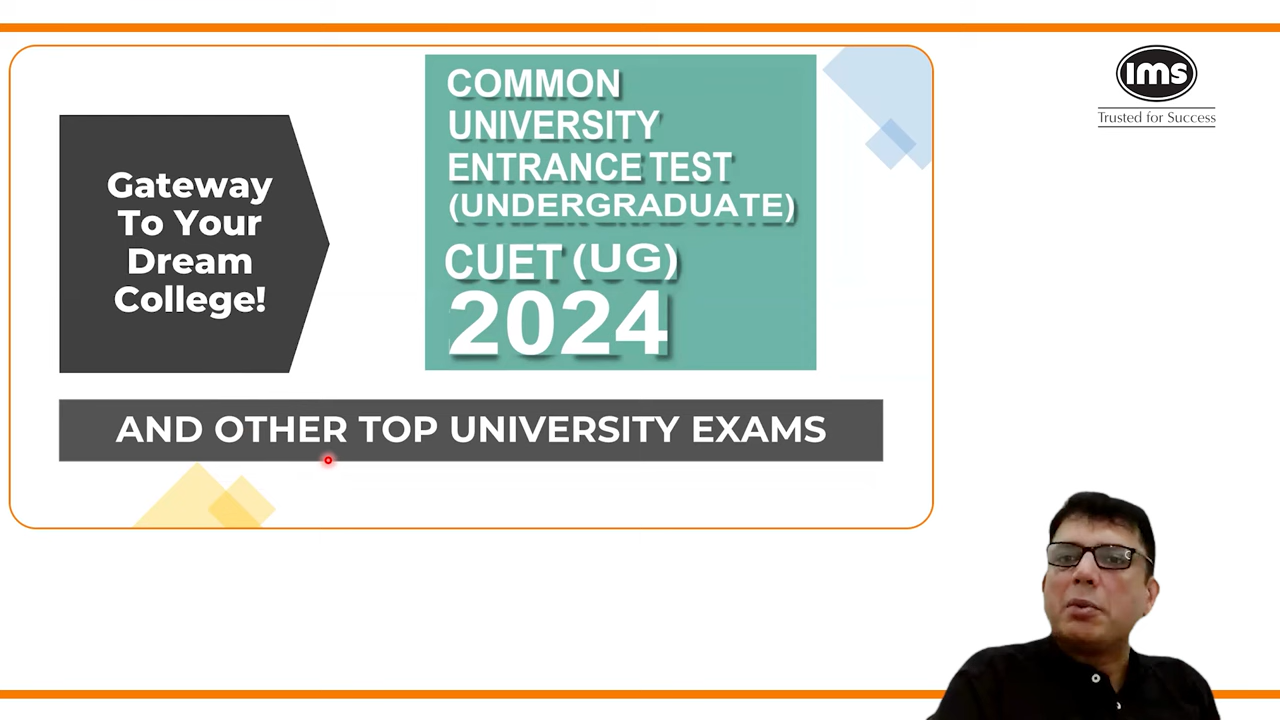 Gateway
To Your
Dream
College!
COMMON
UNIVERSITY
ENTRANCE TEST
(UNDERGRADUATE)
CUET (UG)
2024
AND OTHER TOP UNIVERSITY EXAMS
ims
Trusted for Success